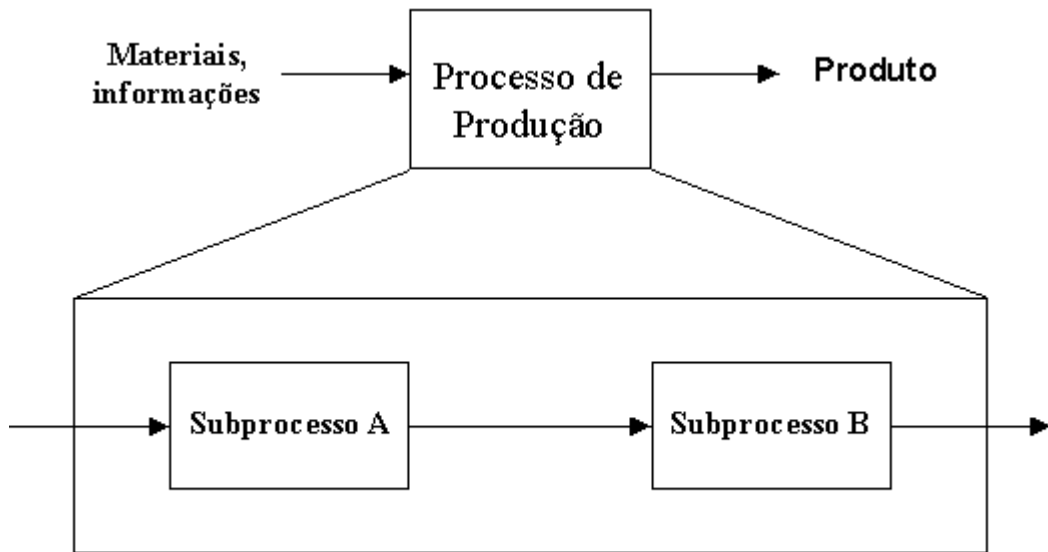 Materiais,
informações
Processo de
Produção
Produto
Subprocesso A
Subprocesso B